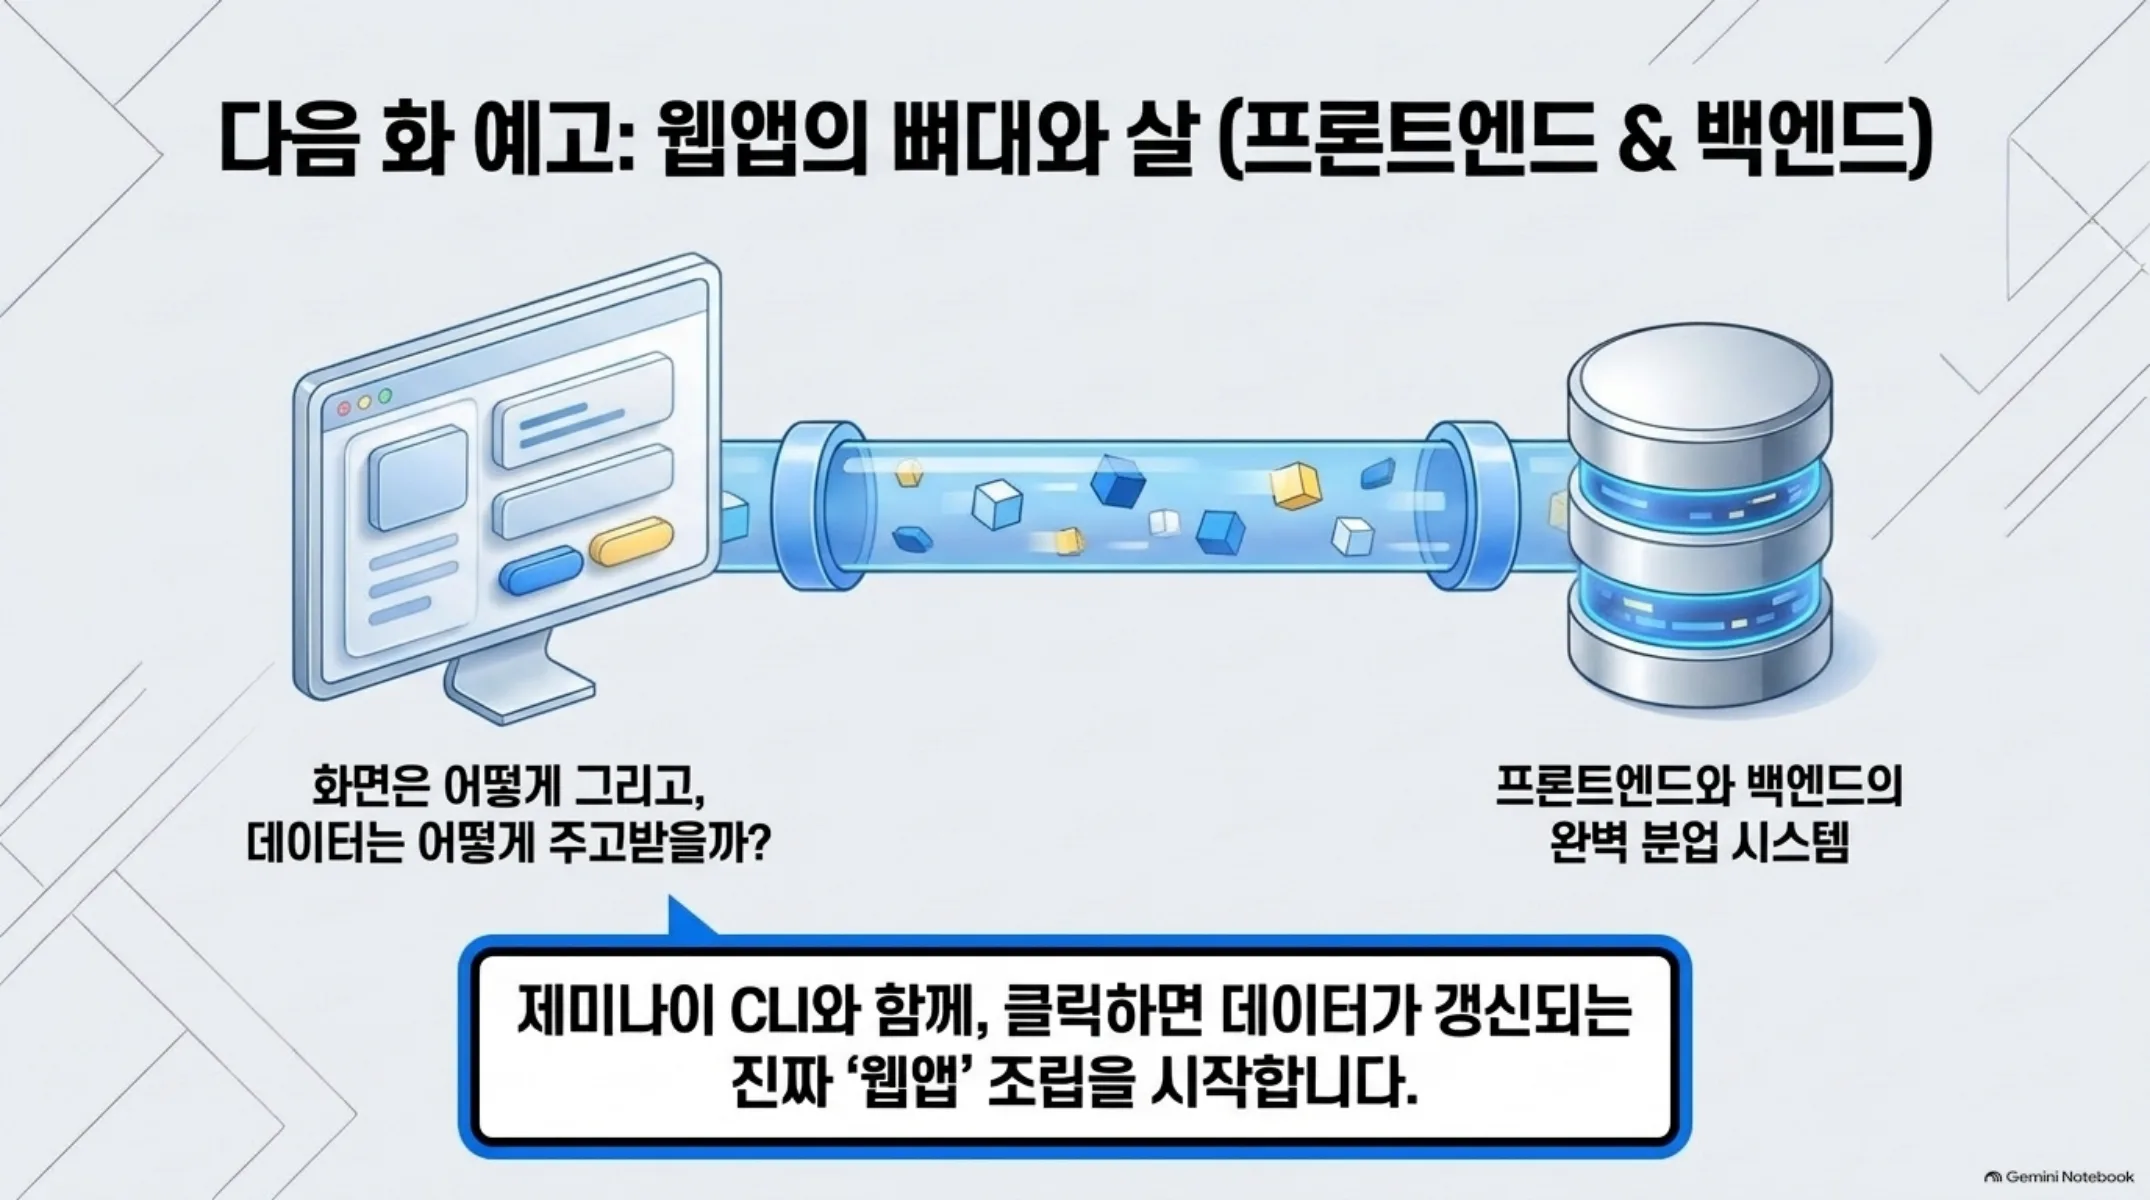 다음 화 예고: 웹앱의 뼈대와 살 (프론트엔드 & 백엔드)
화면은 어떻게 그리고,
데이터는 어떻게 주고받을까?
프론트엔드와 백엔드의
완벽 분업 시스템
제미나이 CLI와 함께, 클릭하면 데이터가 갱신되는
진짜 ‘웹앱’ 조립을 시작합니다.
Gemini Notebook